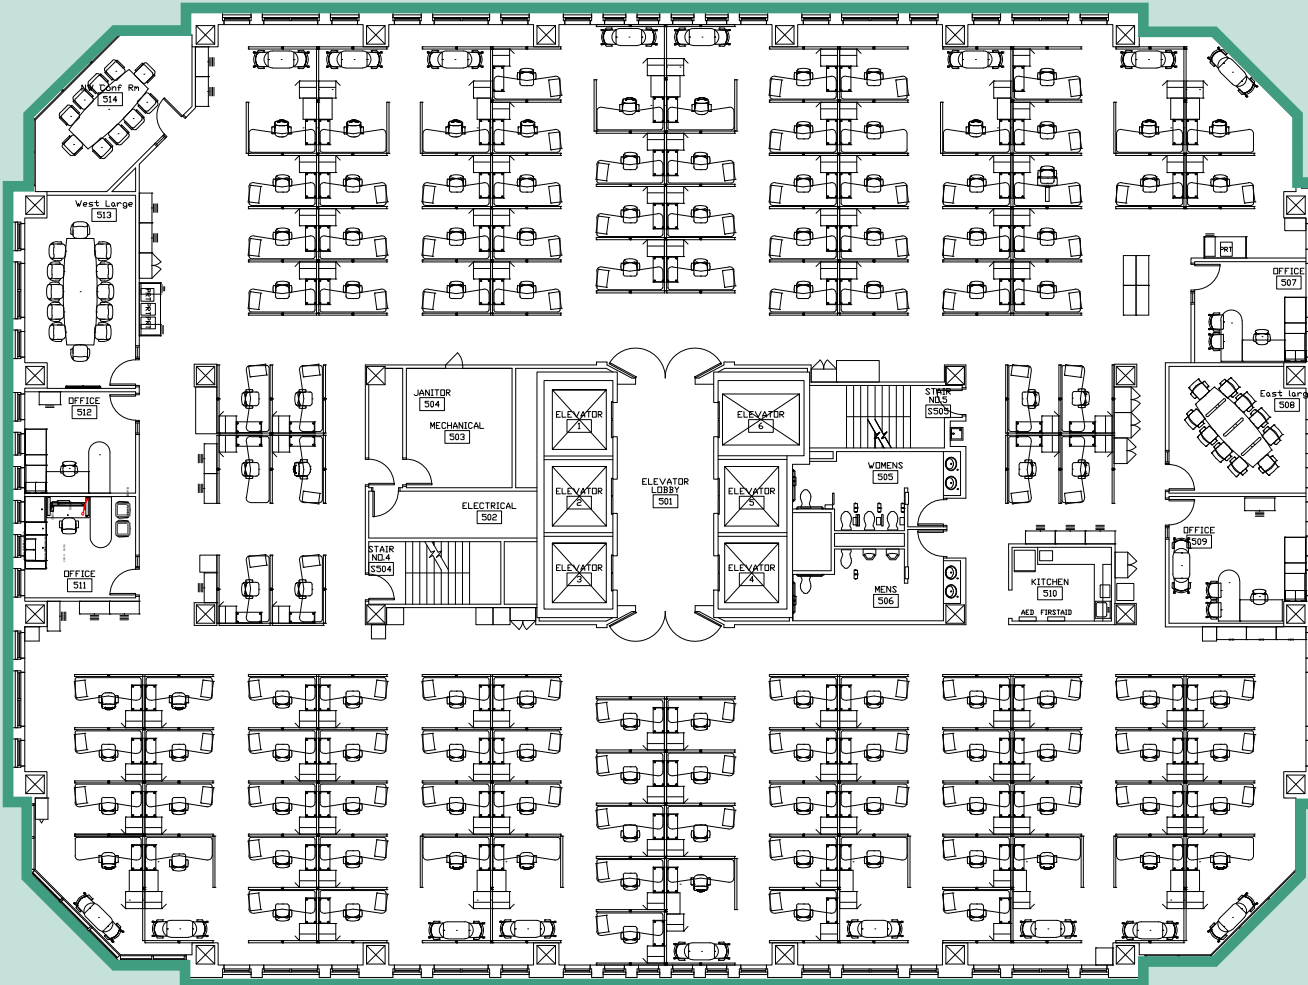 NW Conf Rm
514
West Large
513
PRT
OFFICE
507
OFFICE
512
JANITOR
504
MECHANICAL
503
ELEVATOR
1
ELEVATOR
6
STAIR
NO.5
S505
East larg
508
ELEVATOR
LOBBY
501
WOMENS
505
ELEVATOR
2
ELEVATOR
5
ELECTRICAL
502
OFFICE
509
STAIR
NO.4
S504
OFFICE
511
ELEVATOR
3
ELEVATOR
4
MENS
506
KITCHEN
510
AED FIRSTAID